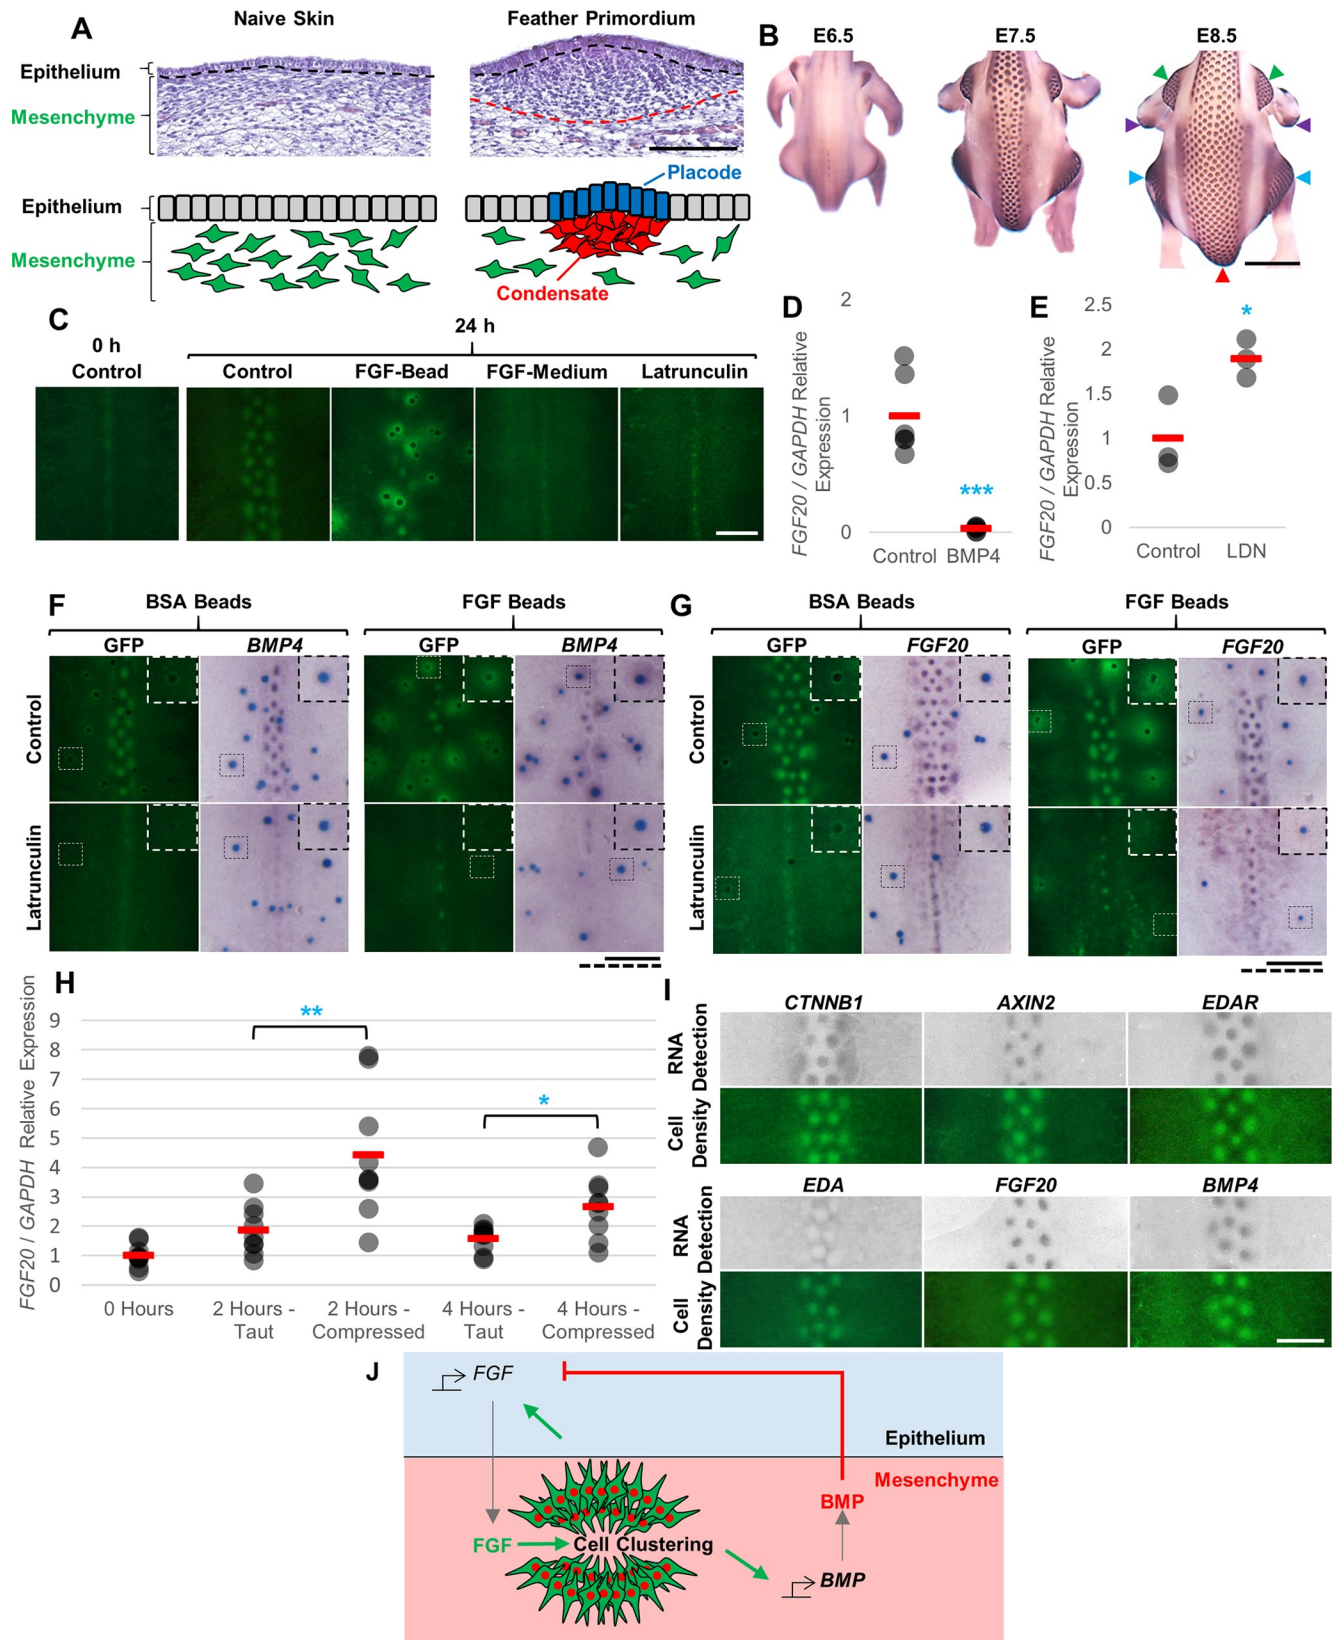 A
Naive Skin
Feather Primordium
Epithelium
Mesenchyme
Placode
Epithelium
Mesenchyme
Condensate
B
E6.5
E7.5
E8.5
C
0 h
Control
24 h
Control
FGF-Bead
FGF-Medium
Latrunculin
D
FGF20 / GAPDH Relative
Expression
2
1
0
***
Control
BMP4
E
FGF20 / GAPDH Relative
Expression
2.5
2
1.5
1
0.5
0
*
Control
LDN
F
BSA Beads
FGF Beads
GFP
BMP4
GFP
BMP4
Control
Latrunculin
G
BSA Beads
FGF Beads
GFP
FGF20
GFP
FGF20
Control
Latrunculin
H
FGF20 / GAPDH Relative Expression
9
8
7
6
5
4
3
2
1
0
**
*
0 Hours
2 Hours -
Taut
2 Hours -
Compressed
4 Hours -
Taut
4 Hours -
Compressed
I
CTNNB1
AXIN2
EDAR
RNA
Detection
Cell
Density
EDA
FGF20
BMP4
RNA
Detection
Cell
Density
J
FGF
Epithelium
Mesenchyme
BMP
FGF
Cell Clustering
BMP